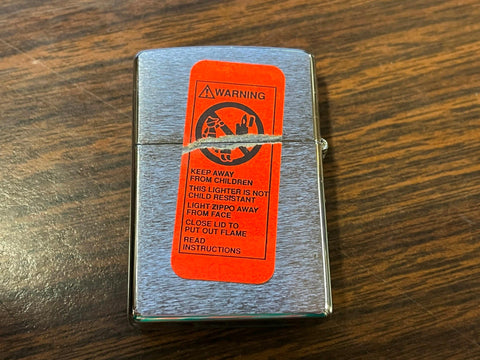 WARNING
KEEP AWAY
FROM CHILDREN
THIS LIGHTER IS NOT
CHILD RESISTANT
LIGHT ZIPPO AWAY
FROM FACE
CLOSE LID TO
PUT OUT FLAME
READ
INSTRUCTIONS